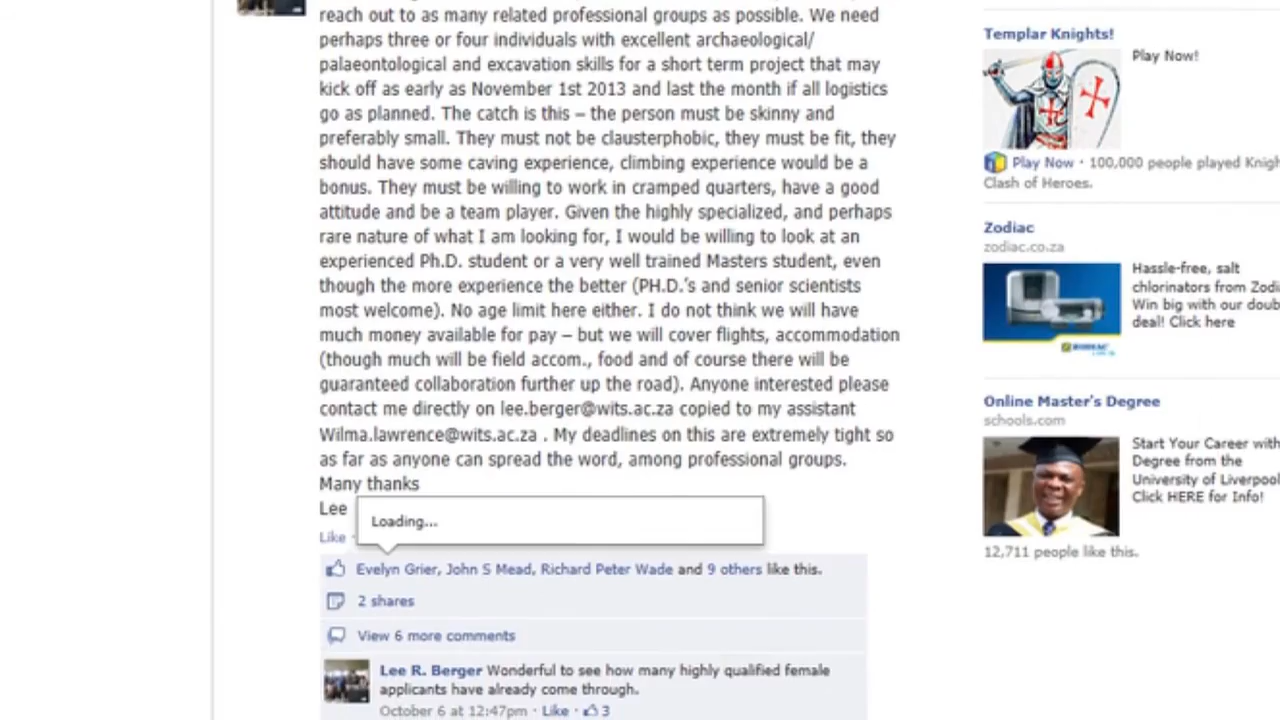 reach out to as many related professional groups as possible. We need
perhaps three or four individuals with excellent archaeological/
palaeontological and excavation skills for a short term project that may
kick off as early as November 1st 2013 and last the month if all logistics
go as planned. The catch is this – the person must be skinny and
preferably small. They must not be clausterphobic, they must be fit, they
should have some caving experience, climbing experience would be a
bonus. They must be willing to work in cramped quarters, have a good
attitude and be a team player. Given the highly specialized, and perhaps
rare nature of what I am looking for, I would be willing to look at an
experienced Ph.D. student or a very well trained Masters student, even
though the more experience the better (PH.D.'s and senior scientists
most welcome). No age limit here either. I do not think we will have
much money available for pay – but we will cover flights, accommodation
(though much will be field accom., food and of course there will be
guaranteed collaboration further up the road). Anyone interested please
contact me directly on lee.berger@wits.ac.za copied to my assistant
Wilma.lawrence@wits.ac.za . My deadlines on this are extremely tight so
as far as anyone can spread the word, among professional groups.
Many thanks
Lee
Loading...
Like ·
Evelyn Grier, John S Mead, Richard Peter Wade and 9 others like this.
2 shares
View 6 more comments
Lee R. Berger Wonderful to see how many highly qualified female
applicants have already come through.
October 6 at 12:47pm · Like · 3
Templar Knights!
Play Now!
Play Now · 100,000 people played Knigh
Clash of Heroes.
Zodiac
zodiac.co.za
Hassle-free, salt
chlorinators from Zodi
Win big with our doub
deal! Click here
ZODIAC
Online Master's Degree
schools.com
Start Your Career with
Degree from the
University of Liverpool
Click HERE for Info!
12,711 people like this.